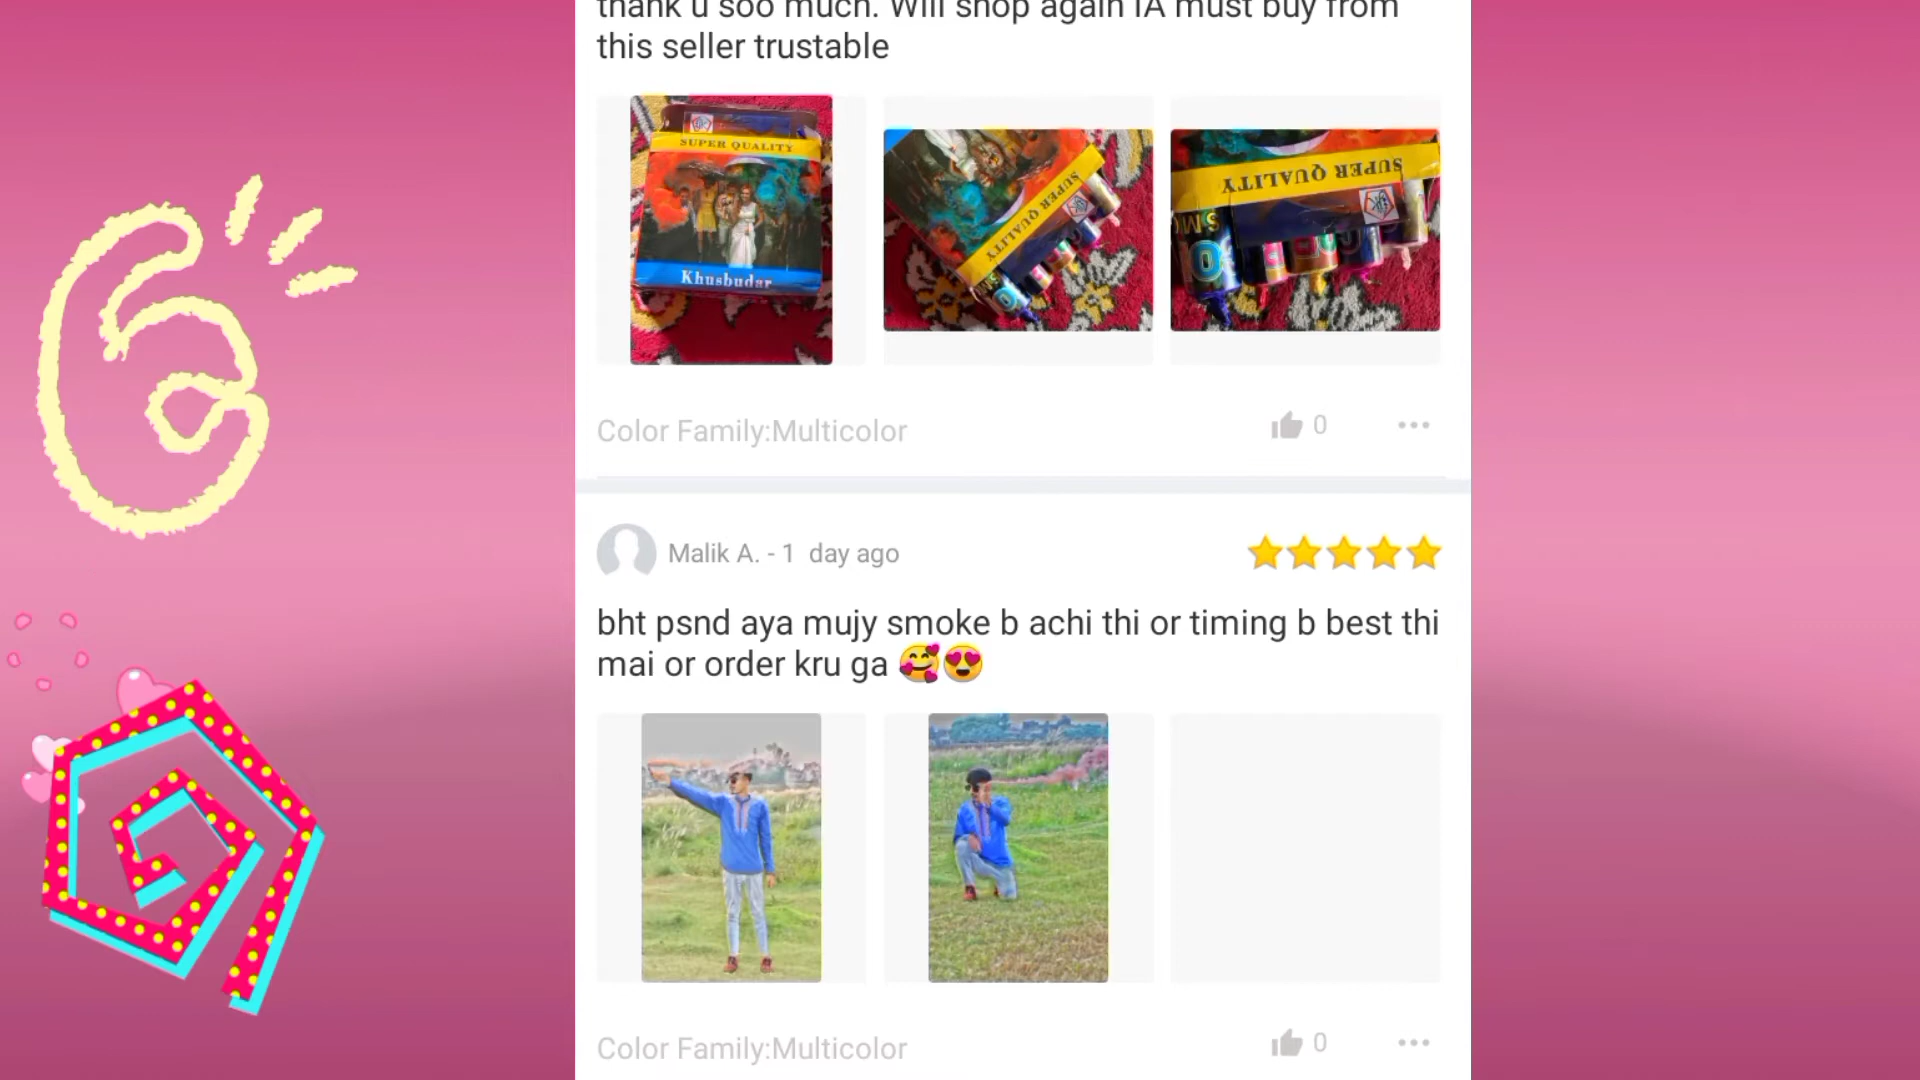 thank u soo much. Will shop again IA must buy from
this seller trustable
SUPER QUALITY
Khusbudar
SUPER QUALITY
SUPER QUALITY
Color Family:Multicolor
0
Malik A. - 1 day ago
bht psnd aya mujy smoke b achi thi or timing b best thi
mai or order kru ga 🥰😍
Color Family:Multicolor
0